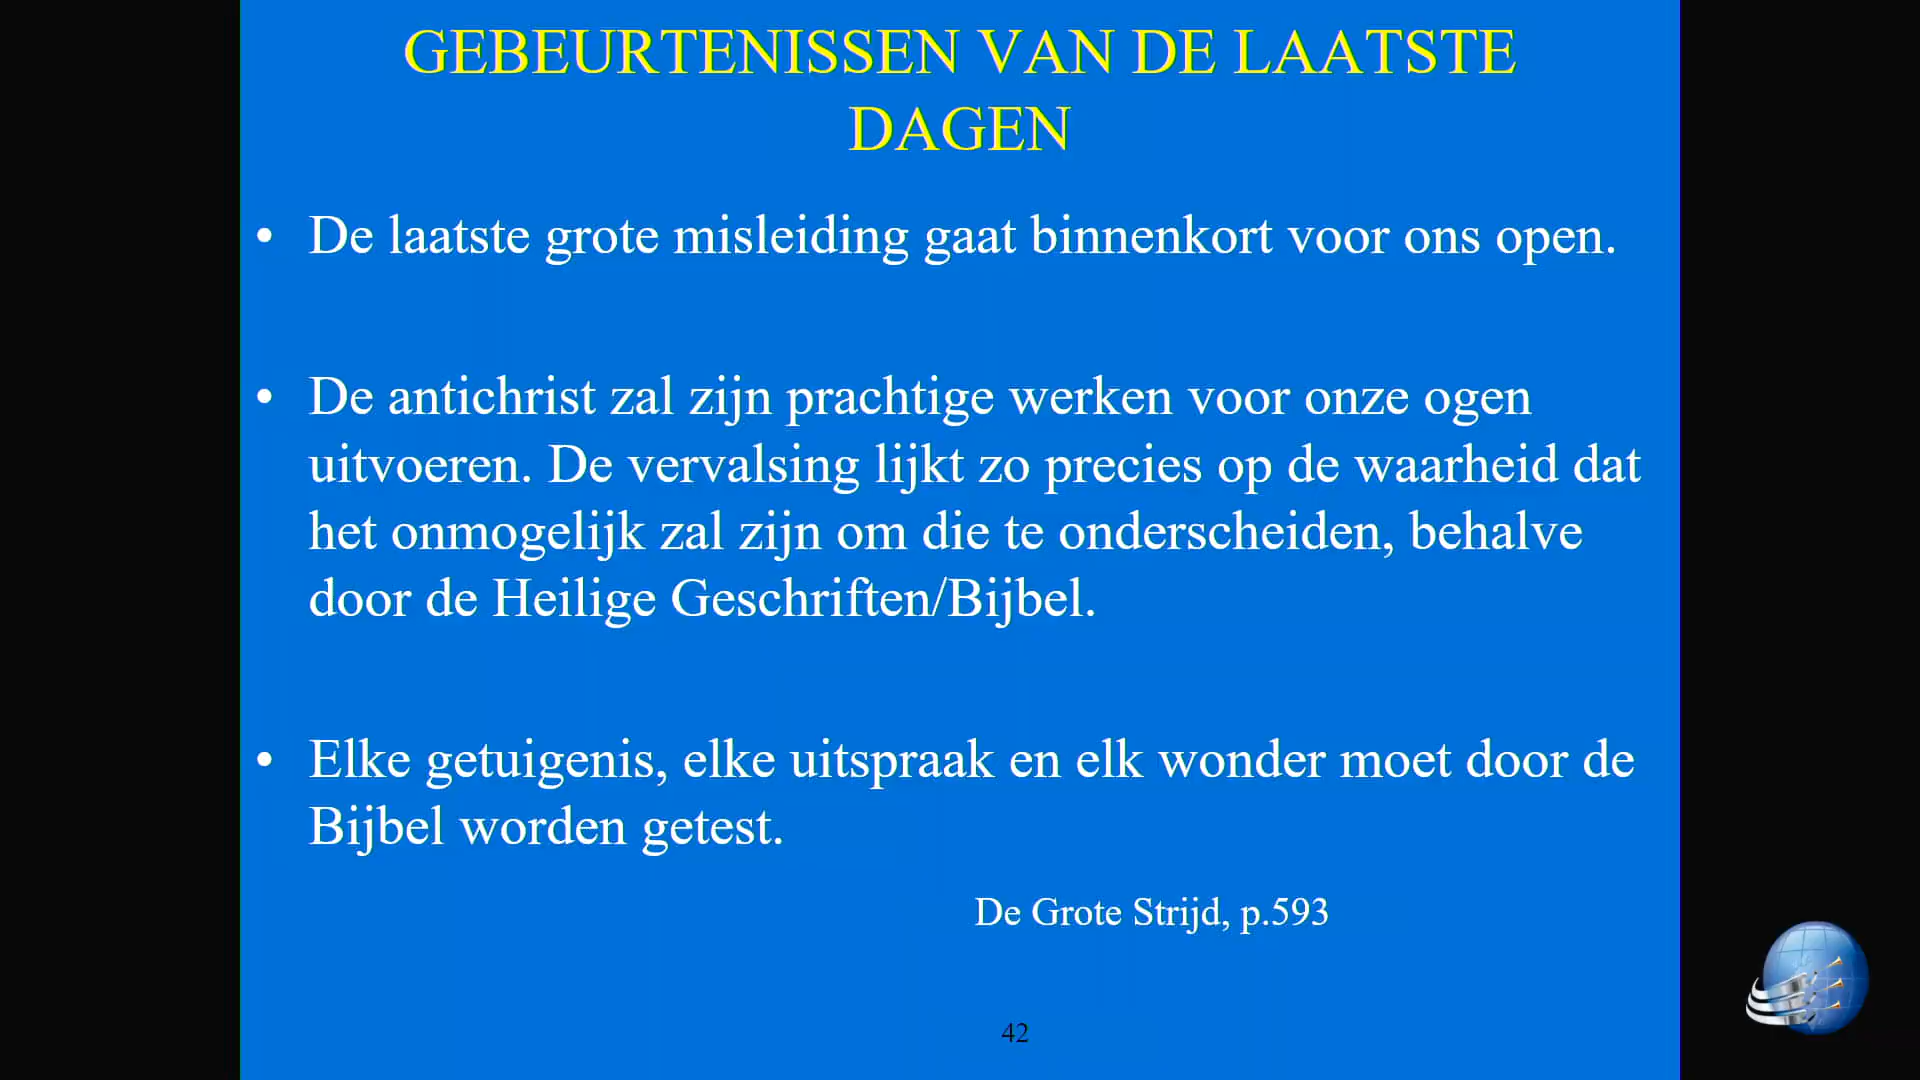 GEBEURTENISSEN VAN DE LAATSTE
DAGEN
• De laatste grote misleiding gaat binnenkort voor ons open.
• De antichrist zal zijn prachtige werken voor onze ogen
uitvoeren. De vervalsing lijkt zo precies op de waarheid dat
het onmogelijk zal zijn om die te onderscheiden, behalve
door de Heilige Geschriften/Bijbel.
• Elke getuigenis, elke uitspraak en elk wonder moet door de
Bijbel worden getest.
De Grote Strijd, p.593
42